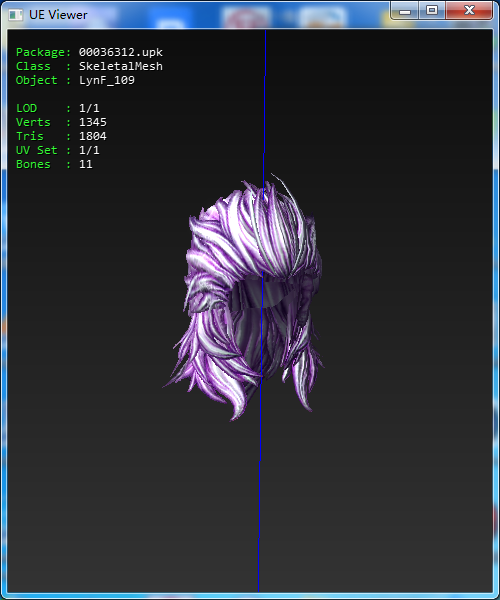 UE Viewer
Package: 00036312.upk
Class : SkeletalMesh
Object : LynF_109
LOD : 1/1
Verts : 1345
Tris : 1804
UV Set : 1/1
Bones : 11